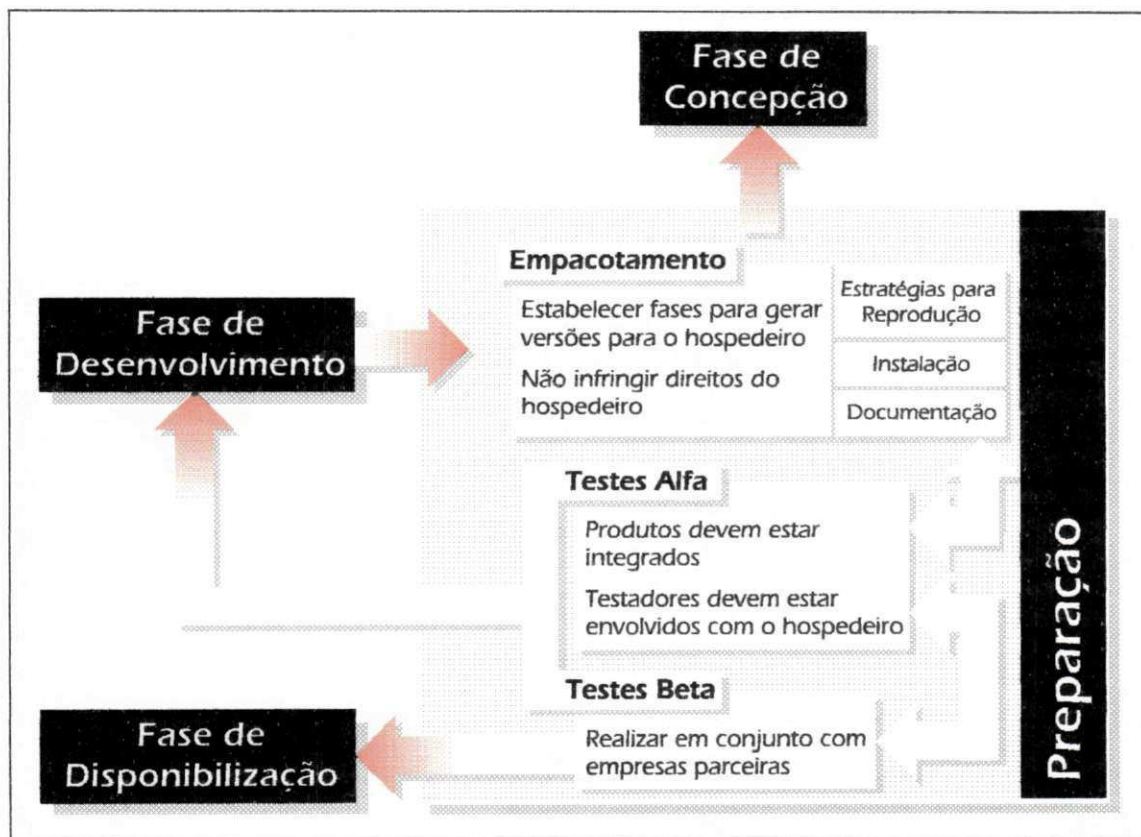 Fase de
Concepção
Empacotamento
Estabelecer fases para gerar
versões para o hospedeiro
Não infringir direitos do
hospedeiro
Estratégias para
Reprodução
Instalação
Documentação
Fase de
Desenvolvimento
Testes Alfa
Produtos devem estar
integrados
Testadores devem estar
envolvidos com o hospedeiro
Testes Beta
Realizar em conjunto com
empresas parceiras
Fase de
Disponibilização
Preparação